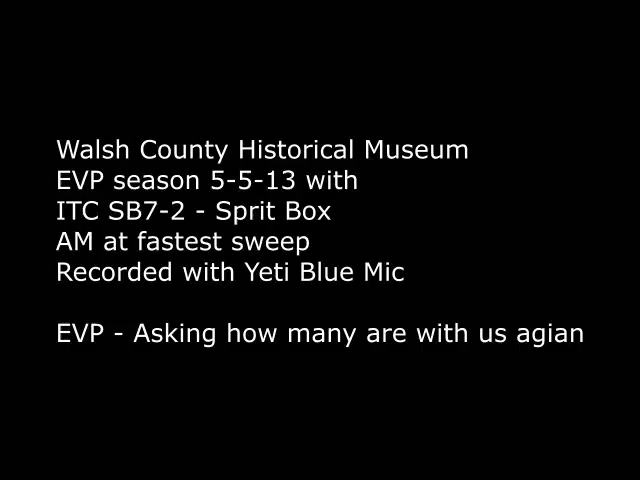 Walsh County Historical Museum
EVP season 5-5-13 with
ITC SB7-2 - Sprit Box
AM at fastest sweep
Recorded with Yeti Blue Mic
EVP - Asking how many are with us agian